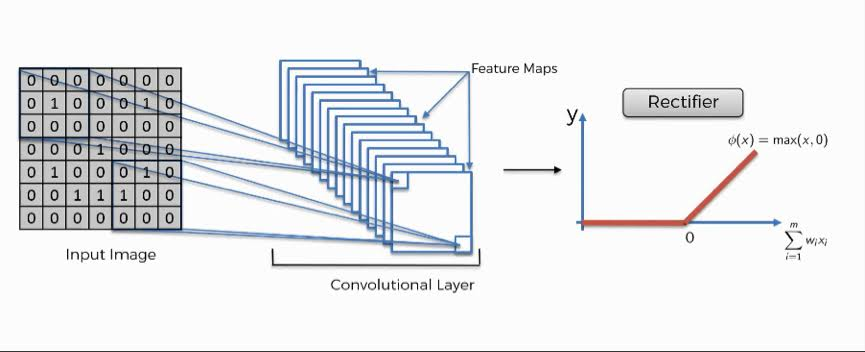 0 0 0 0 0 0 0
0 1 0 0 0 1 0
0 0 0 0 0 0 0
0 0 0 1 0 0 0
0 1 0 0 0 1 0
0 0 1 1 1 0 0
0 0 0 0 0 0 0
Input Image
Feature Maps
Convolutional Layer
Rectifier
y
ϕ(x) = max(x, 0)
0
m
∑ wᵢxᵢ
i=1